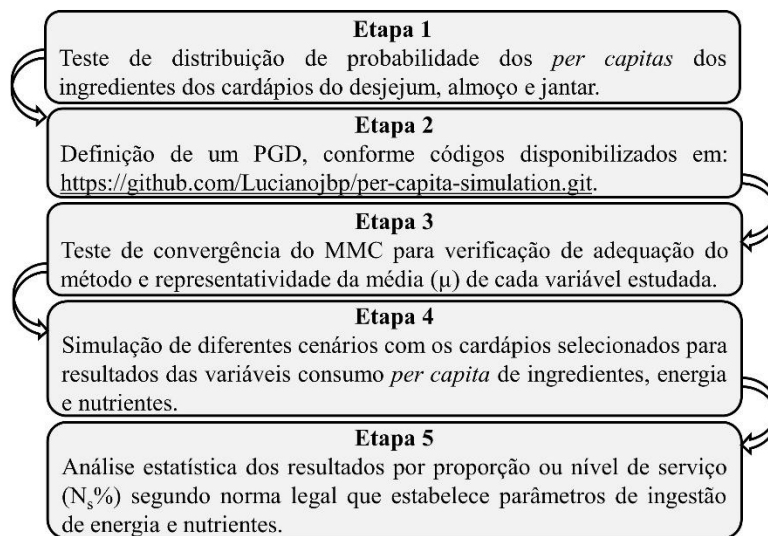 Etapa 1
Teste de distribuição de probabilidade dos per capitas dos
ingredientes dos cardápios do desjejum, almoço e jantar.
Etapa 2
Definição de um PGD, conforme códigos disponibilizados em:
https://github.com/Lucianojbp/per-capita-simulation.git.
Etapa 3
Teste de convergência do MMC para verificação de adequação do
método e representatividade da média (µ) de cada variável estudada.
Etapa 4
Simulação de diferentes cenários com os cardápios selecionados para
resultados das variáveis consumo per capita de ingredientes, energia
e nutrientes.
Etapa 5
Análise estatística dos resultados por proporção ou nível de serviço
(Ns%) segundo norma legal que estabelece parâmetros de ingestão
de energia e nutrientes.